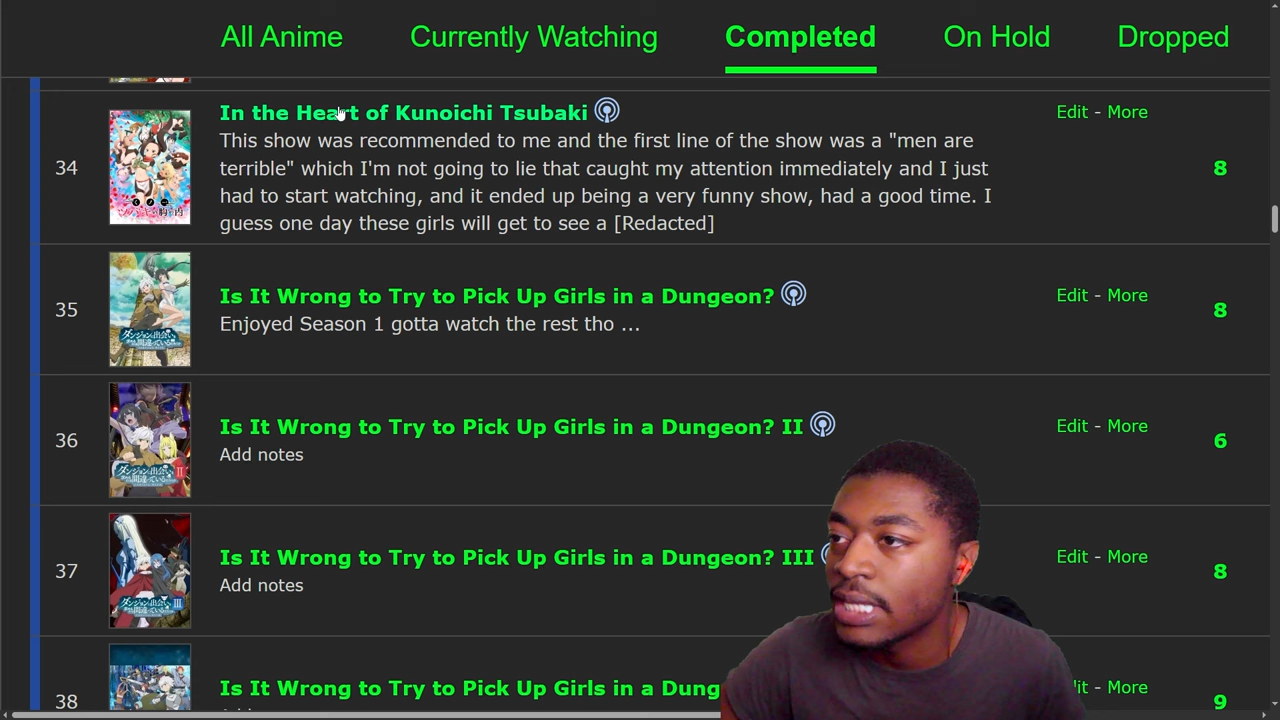 All Anime
Currently Watching
Completed
On Hold
Dropped
34
In the Heart of Kunoichi Tsubaki
Edit - More
This show was recommended to me and the first line of the show was a "men are
terrible" which I'm not going to lie that caught my attention immediately and I just
had to start watching, and it ended up being a very funny show, had a good time. I
guess one day these girls will get to see a [Redacted]
8
35
Is It Wrong to Try to Pick Up Girls in a Dungeon?
Edit - More
Enjoyed Season 1 gotta watch the rest tho ...
8
36
Is It Wrong to Try to Pick Up Girls in a Dungeon? II
Edit - More
Add notes
6
37
Is It Wrong to Try to Pick Up Girls in a Dungeon? III
Edit - More
Add notes
8
38
Is It Wrong to Try to Pick Up Girls in a
- More
9